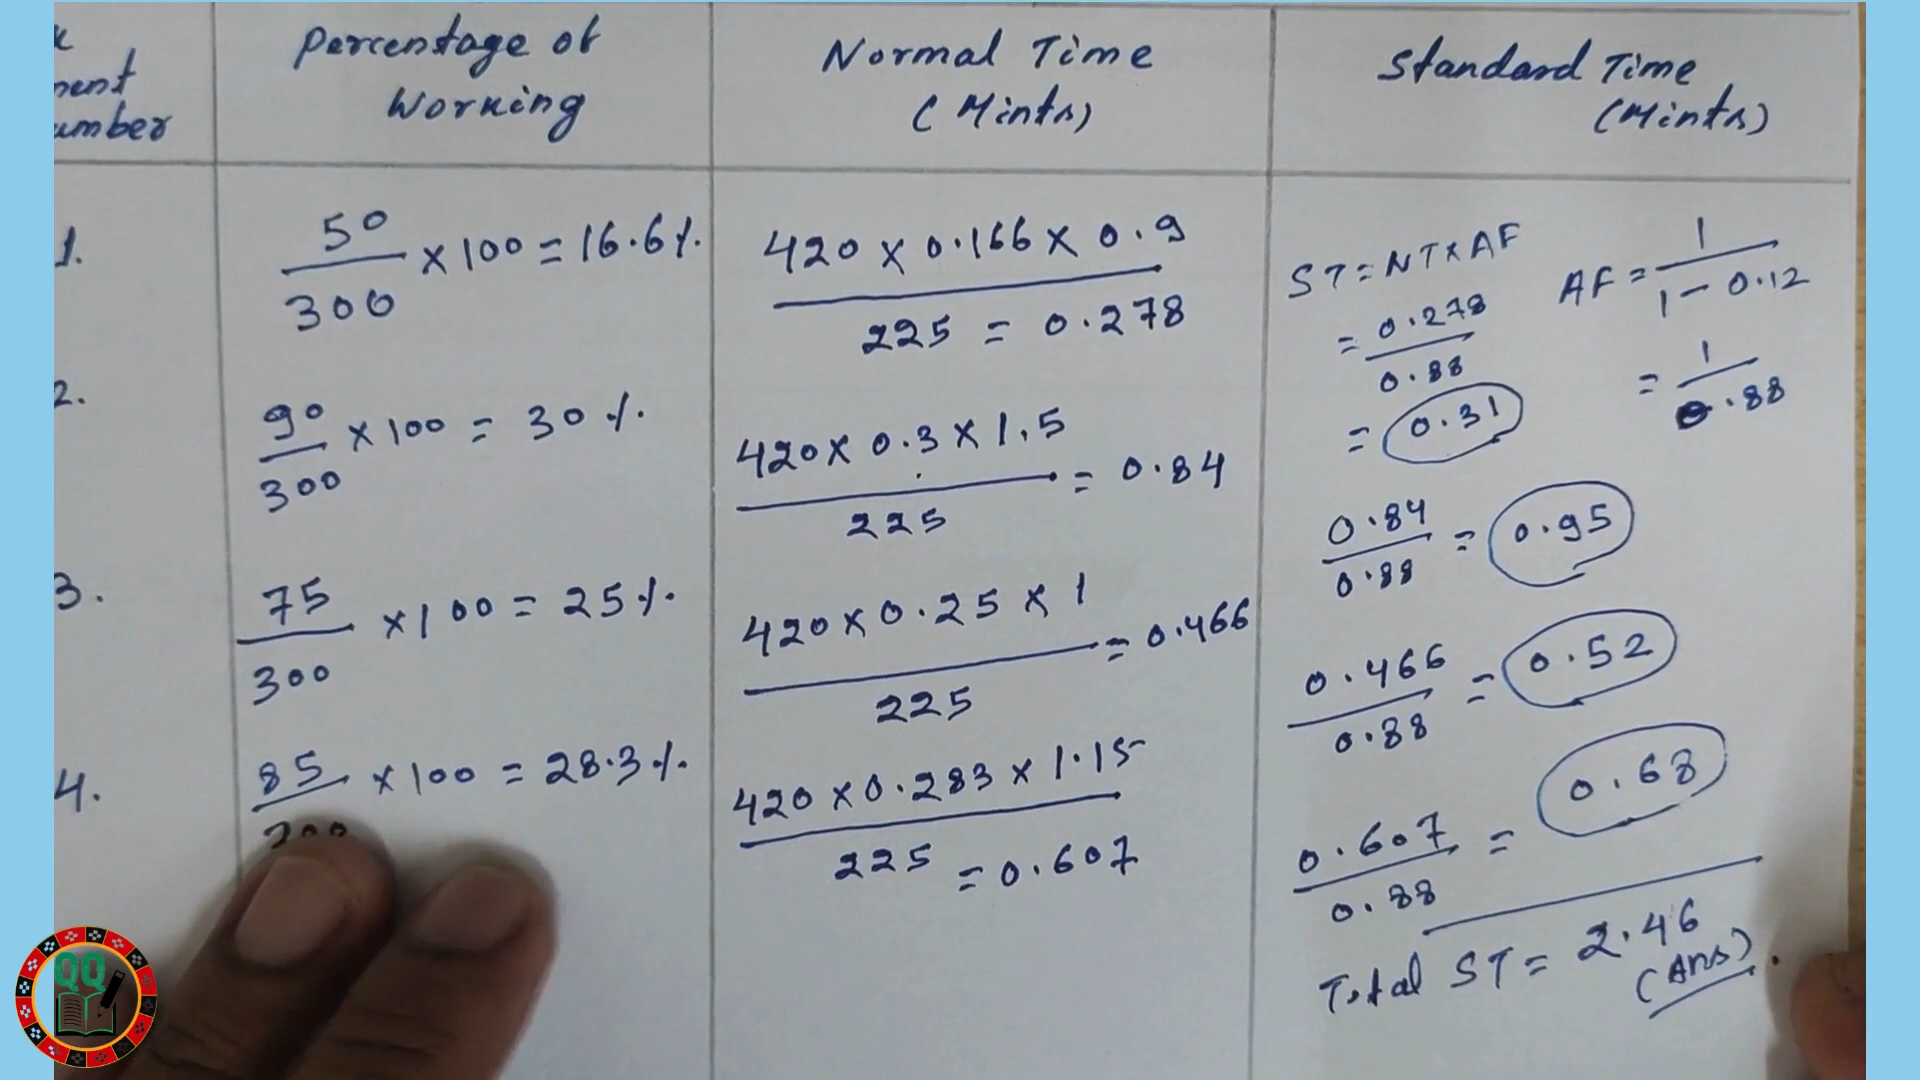 Percentage of
Working
Normal Time
(Mints)
Standard Time
(Mints)
ment
umber
1.
50
300
×100 = 16.6%.
420 × 0.166 × 0.9
225 = 0.278
ST = NT × AF
= 0.278
0.88
= 0.31
AF = 1
1 - 0.12
= 1
0.88
2.
90
300
×100 = 30%.
420 × 0.3 × 1.5
225
= 0.84
0.84
0.88
= 0.95
3.
75
300
×100 = 25%.
420 × 0.25 × 1
225
= 0.466
0.466
0.88
= 0.52
4.
85
×100 = 28.3%.
420 × 0.283 × 1.15
225 = 0.607
0.607
0.88
= 0.68
Total ST = 2.46
(Ans).
QQ